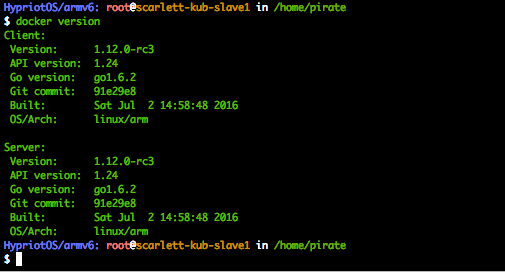 HypriotOS/armv6: root@scarlett-kub-slave1 in /home/pirate
$ docker version
Client:
 Version:      1.12.0-rc3
 API version:  1.24
 Go version:   go1.6.2
 Git commit:   91e29e8
 Built:        Sat Jul  2 14:58:48 2016
 OS/Arch:      linux/arm

Server:
 Version:      1.12.0-rc3
 API version:  1.24
 Go version:   go1.6.2
 Git commit:   91e29e8
 Built:        Sat Jul  2 14:58:48 2016
 OS/Arch:      linux/arm
HypriotOS/armv6: root@scarlett-kub-slave1 in /home/pirate
$